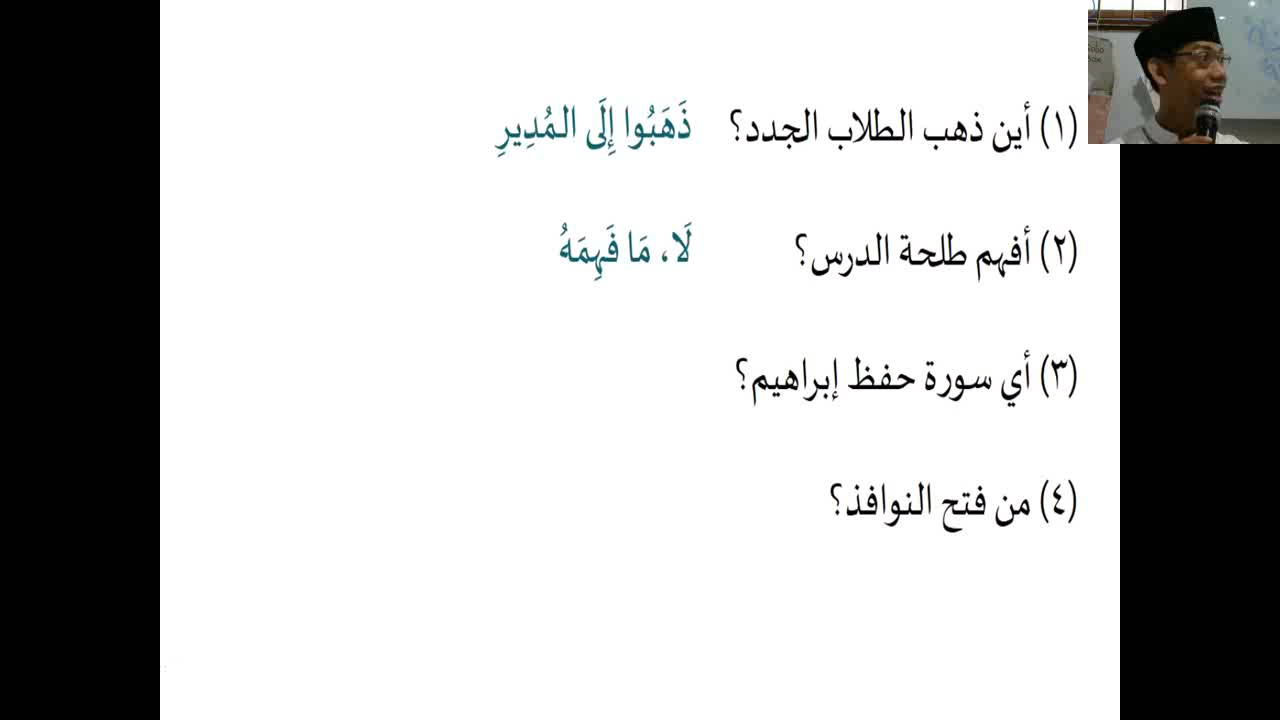 (١) أين ذهب الطلاب الجدد؟ ذَهَبُوا إِلَى المُدِيرِ
(٢) أفهم طلحة الدرس؟ لَا، مَا فَهِمَهُ
(٣) أي سورة حفظ إبراهيم؟
(٤) من فتح النوافذ؟